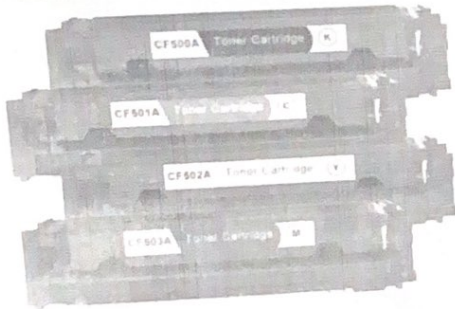 CF500A Toner Cartridge K
CF501A Toner Cartridge C
CF502A Toner Cartridge Y
CF503A Toner Cartridge M